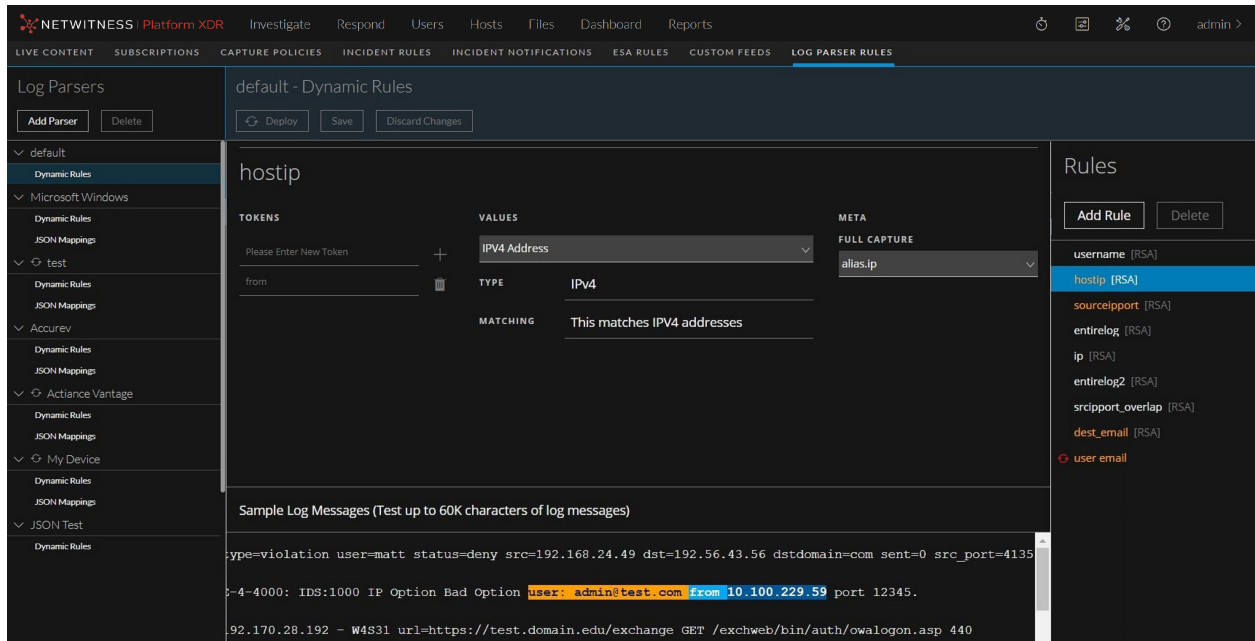 NETWITNESS Platform XDR Investigate Respond Users Hosts Files Dashboard Reports admin >
LIVE CONTENT SUBSCRIPTIONS CAPTURE POLICIES INCIDENT RULES INCIDENT NOTIFICATIONS ESA RULES CUSTOM FEEDS LOG PARSER RULES
Log Parsers
Add Parser Delete
default
Dynamic Rules
Microsoft Windows
Dynamic Rules
JSON Mappings
test
Dynamic Rules
JSON Mappings
Accurev
Dynamic Rules
JSON Mappings
Actiance Vantage
Dynamic Rules
JSON Mappings
My Device
Dynamic Rules
JSON Mappings
JSON Test
Dynamic Rules
default - Dynamic Rules
Deploy Save Discard Changes
hostip
TOKENS
Please Enter New Token
from
VALUES
IPV4 Address
TYPE IPv4
MATCHING This matches IPV4 addresses
META
FULL CAPTURE
alias.ip
Sample Log Messages (Test up to 60K characters of log messages)
type=violation user=matt status=deny src=192.168.24.49 dst=192.56.43.56 dstdomain=com sent=0 src_port=4135
-4-4000: IDS:1000 IP Option Bad Option user: admin@test.com from 10.100.229.59 port 12345.
92.170.28.192 - W4S31 url=https://test.domain.edu/exchange GET /exchweb/bin/auth/owalogon.asp 440
Rules
Add Rule Delete
username [RSA]
hostip [RSA]
sourceipport [RSA]
entirelog [RSA]
ip [RSA]
entirelog2 [RSA]
srcipport_overlap [RSA]
dest_email [RSA]
user email